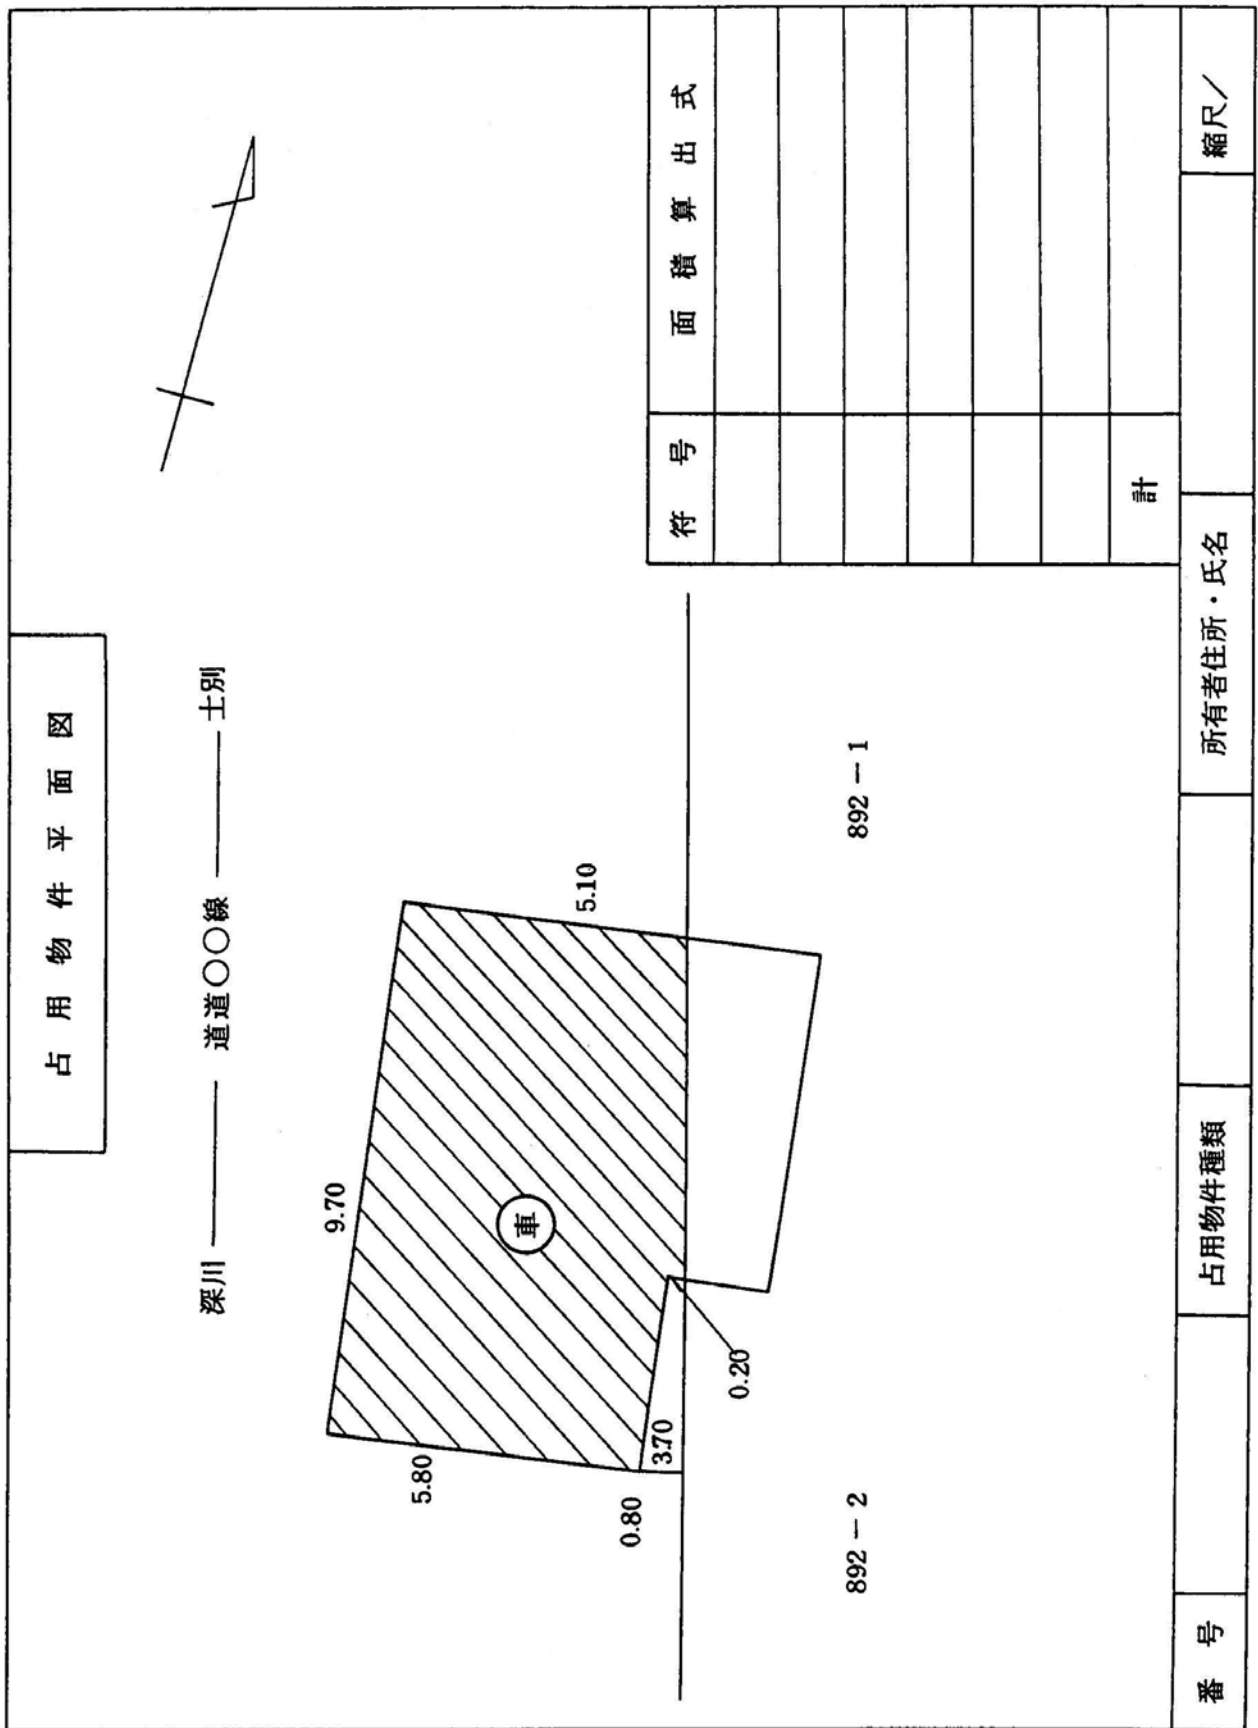 占用物件平面図
深川 ――― 道道〇〇線 ――― 士別
9.70
5.80
5.10
車
0.80
3.70
0.20
892－2
892－1
符号 面積算出式
計
番号 占用物件種類 所有者住所・氏名 縮尺／